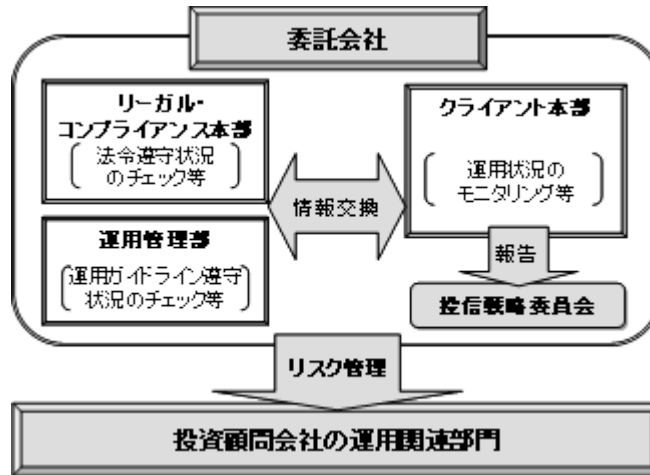 委託会社
リーガル・
コンプライアンス本部
法令遵守状況
のチェック等
運用管理部
運用ガイドライン遵守
状況のチェック等
情報交換
クライアント本部
運用状況の
モニタリング等
報告
投信戦略委員会
リスク管理
投資顧問会社の運用関連部門